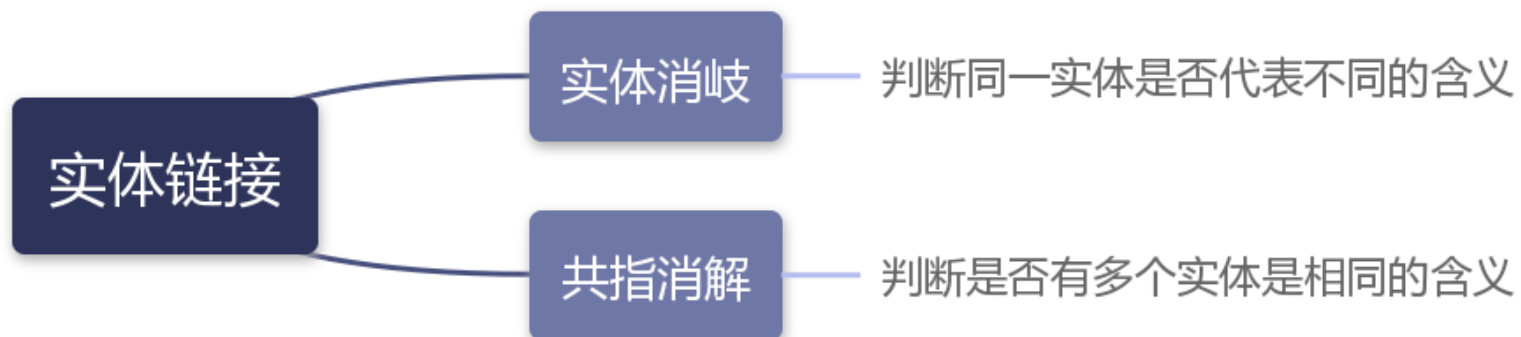 实体消岐
判断同一实体是否代表不同的含义
实体链接
共指消解
判断是否有多个实体是相同的含义